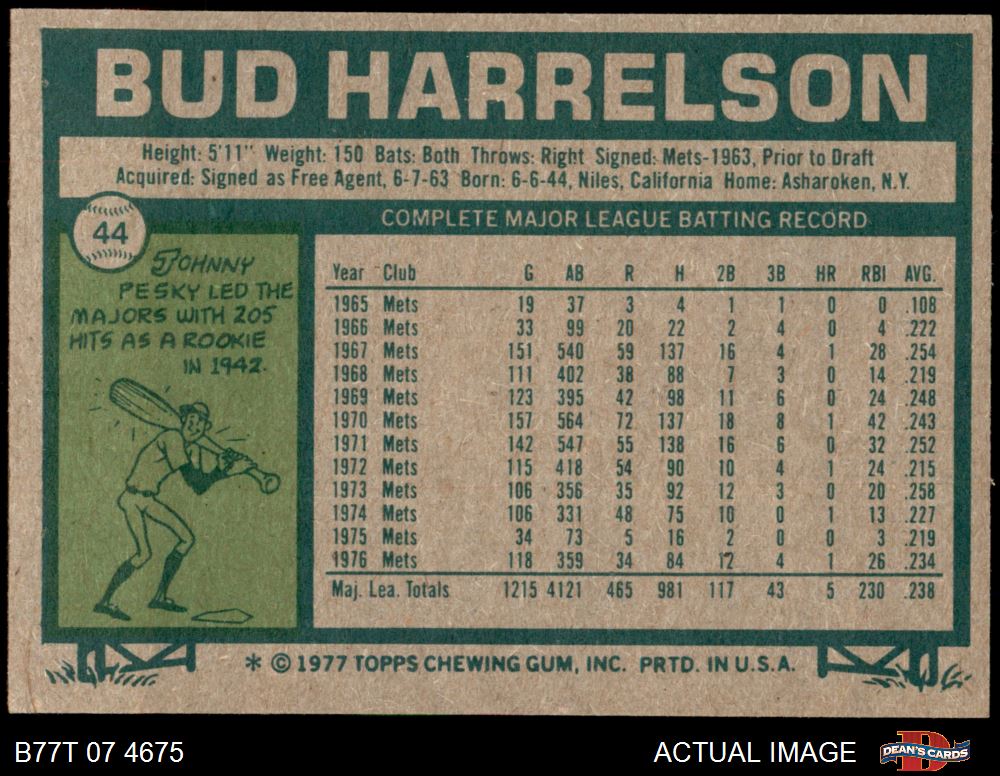 BUD HARRELSON
Height: 5'11" Weight: 150 Bats: Both Throws: Right Signed: Mets-1963, Prior to Draft
Acquired: Signed as Free Agent, 6-7-63 Born: 6-6-44, Niles, California Home: Asharoken, N.Y.
44
JOHNNY
PESKY LED THE
MAJORS WITH 205
HITS AS A ROOKIE
IN 1942.
COMPLETE MAJOR LEAGUE BATTING RECORD
Year Club G AB R H 2B 3B HR RBI AVG.
1965 Mets 19 37 3 4 1 1 0 0 .108
1966 Mets 33 99 20 22 2 4 0 4 .222
1967 Mets 151 540 59 137 16 4 1 28 .254
1968 Mets 111 402 38 88 7 3 0 14 .219
1969 Mets 123 395 42 98 11 6 0 24 .248
1970 Mets 157 564 72 137 18 8 1 42 .243
1971 Mets 142 547 55 138 16 6 0 32 .252
1972 Mets 115 418 54 90 10 4 1 24 .215
1973 Mets 106 356 35 92 12 3 0 20 .258
1974 Mets 106 331 48 75 10 0 1 13 .227
1975 Mets 34 73 5 16 2 0 0 3 .219
1976 Mets 118 359 34 84 12 4 1 26 .234
Maj. Lea. Totals 1215 4121 465 981 117 43 5 230 .238
* © 1977 TOPPS CHEWING GUM, INC. PRTD. IN U.S.A.
B77T 07 4675
ACTUAL IMAGE
DEAN'S CARDS